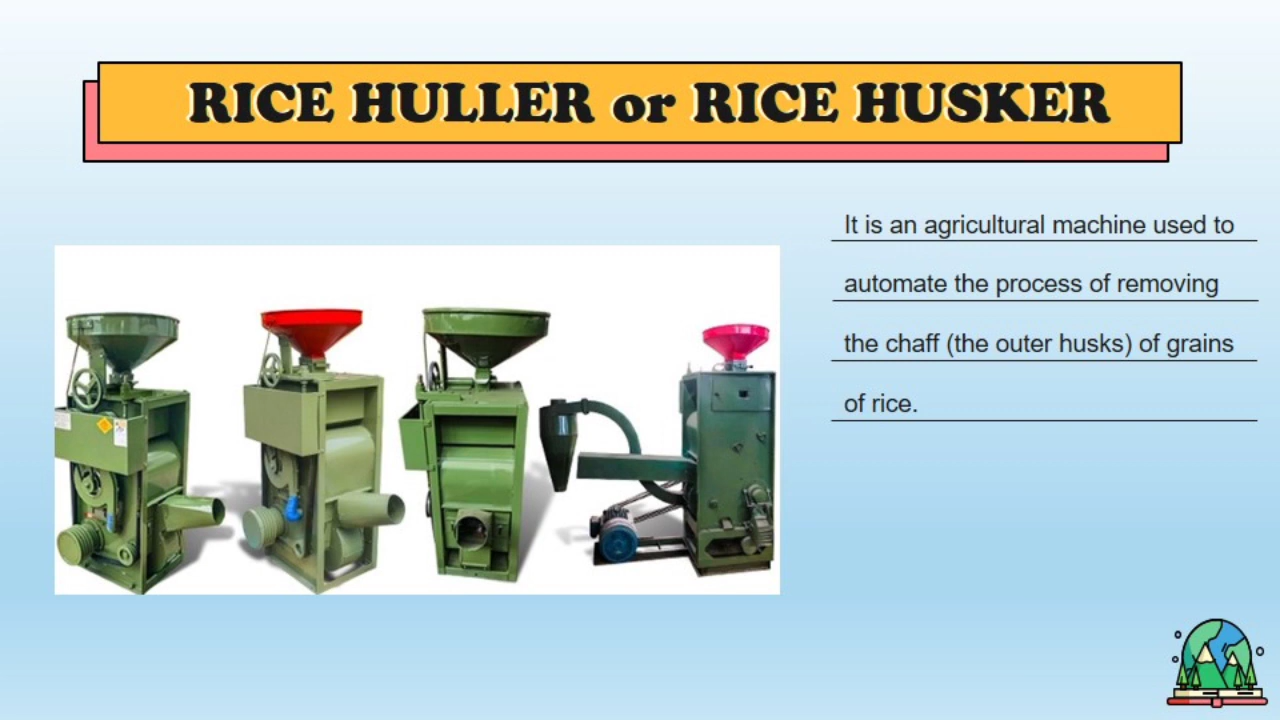 RICE HULLER or RICE HUSKER
It is an agricultural machine used to
automate the process of removing
the chaff (the outer husks) of grains
of rice.